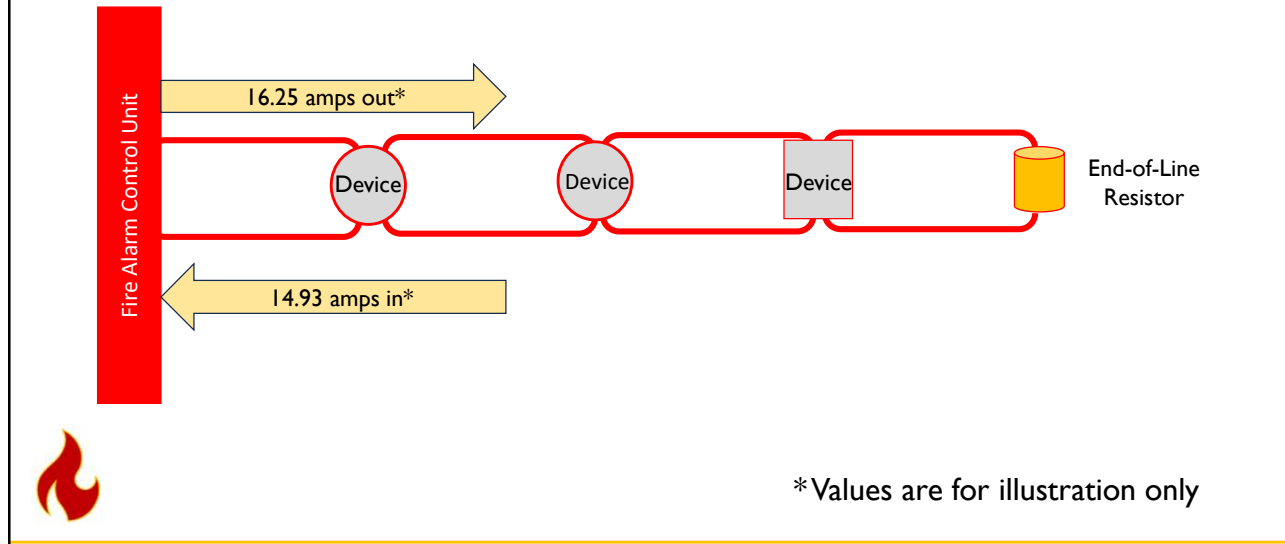 16.25 amps out*
Fire Alarm Control Unit
Device
Device
Device
End-of-Line
Resistor
14.93 amps in*
*Values are for illustration only